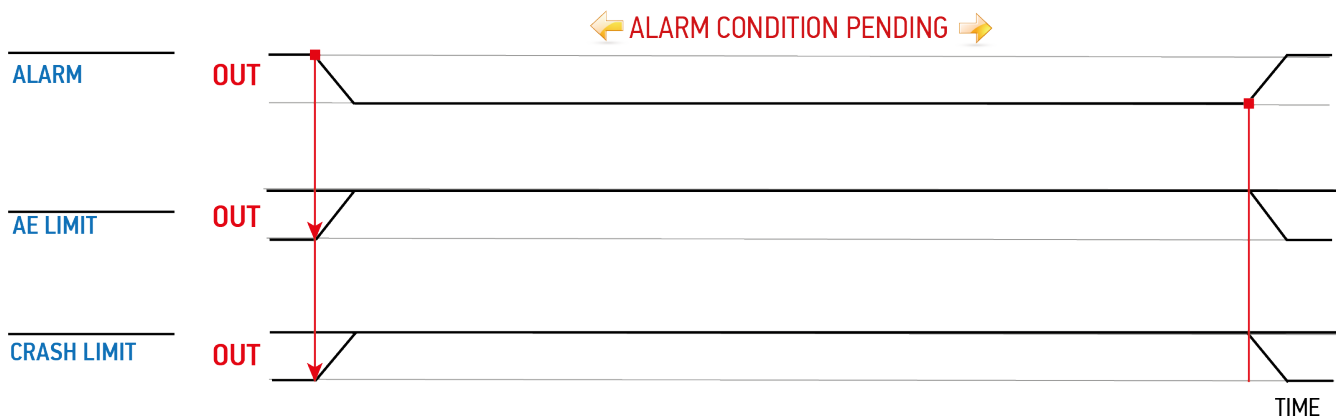 ALARM CONDITION PENDING
ALARM OUT
AE LIMIT OUT
CRASH LIMIT OUT
TIME